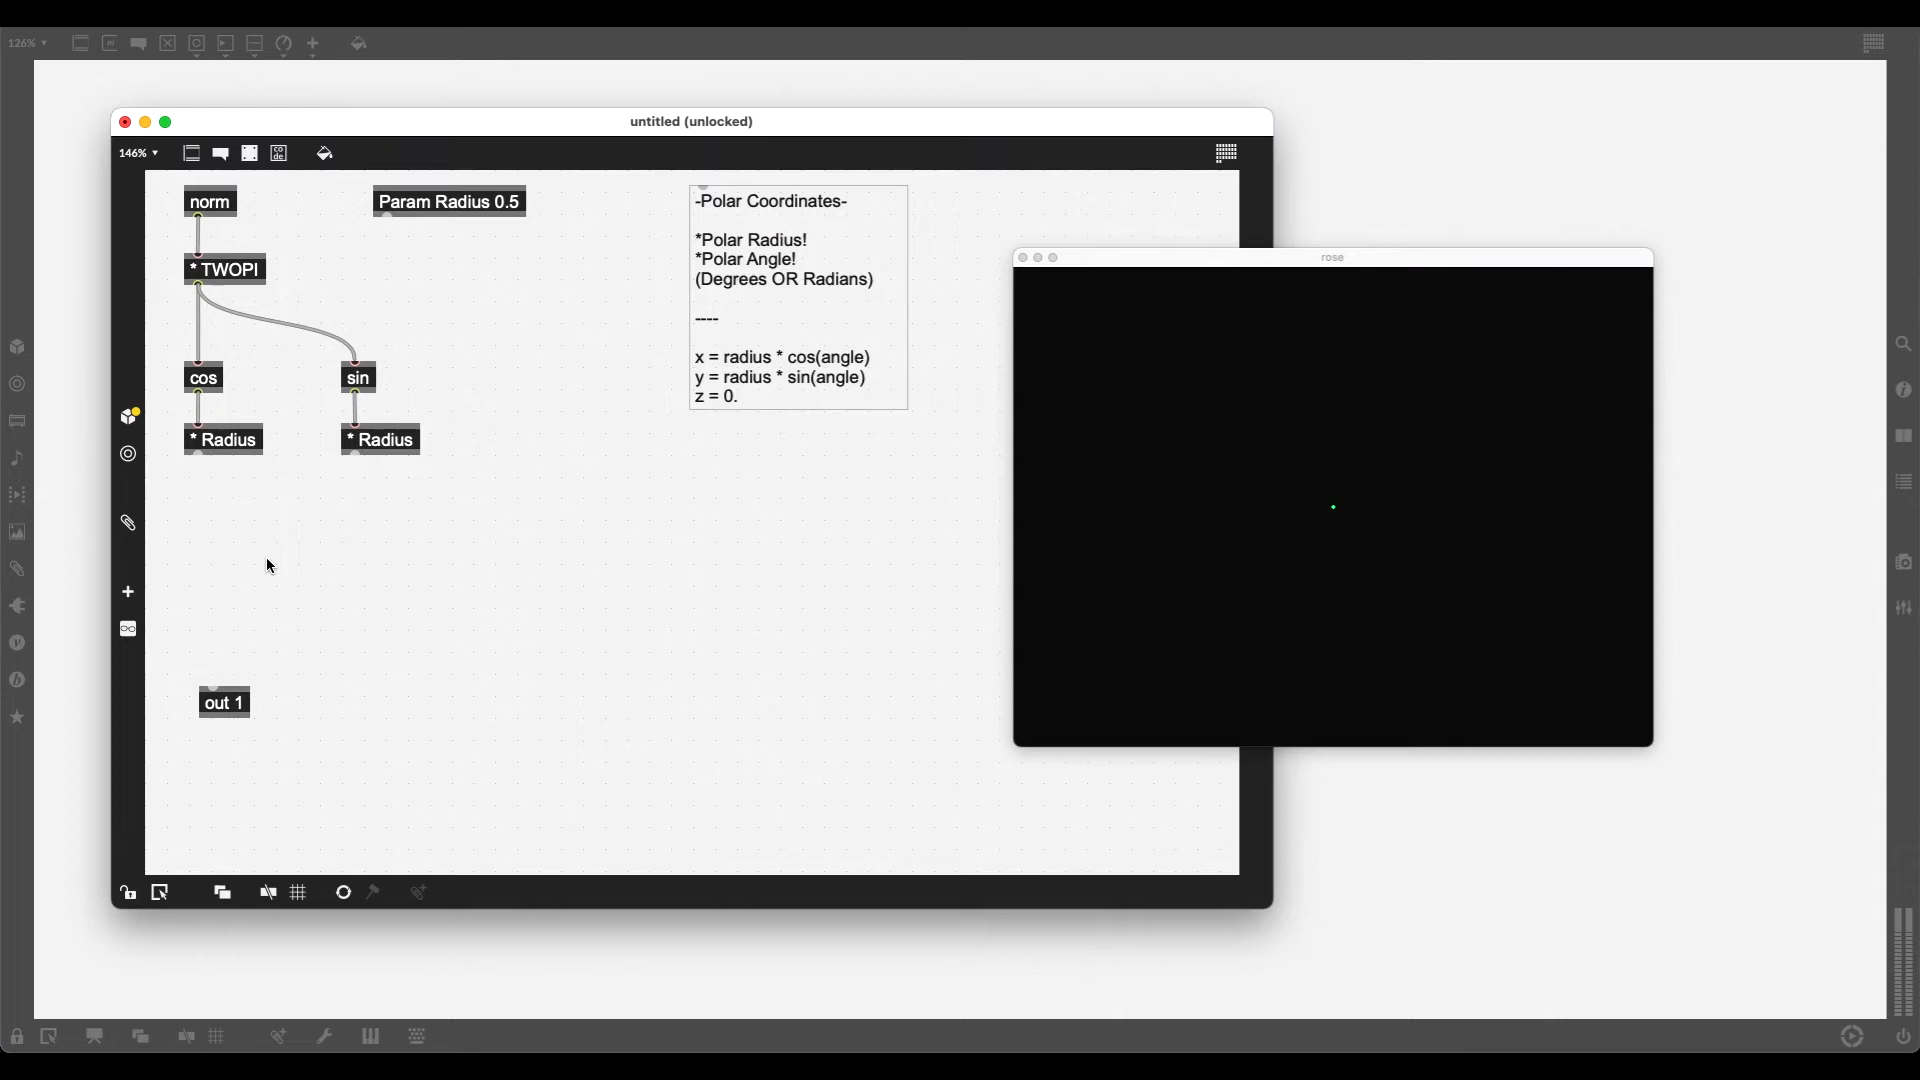 126%
untitled (unlocked)
146%
norm
Param Radius 0.5
* TWOPI
cos
sin
* Radius
* Radius
out 1
-Polar Coordinates-
*Polar Radius!
*Polar Angle!
(Degrees OR Radians)
----
x = radius * cos(angle)
y = radius * sin(angle)
z = 0.
rose